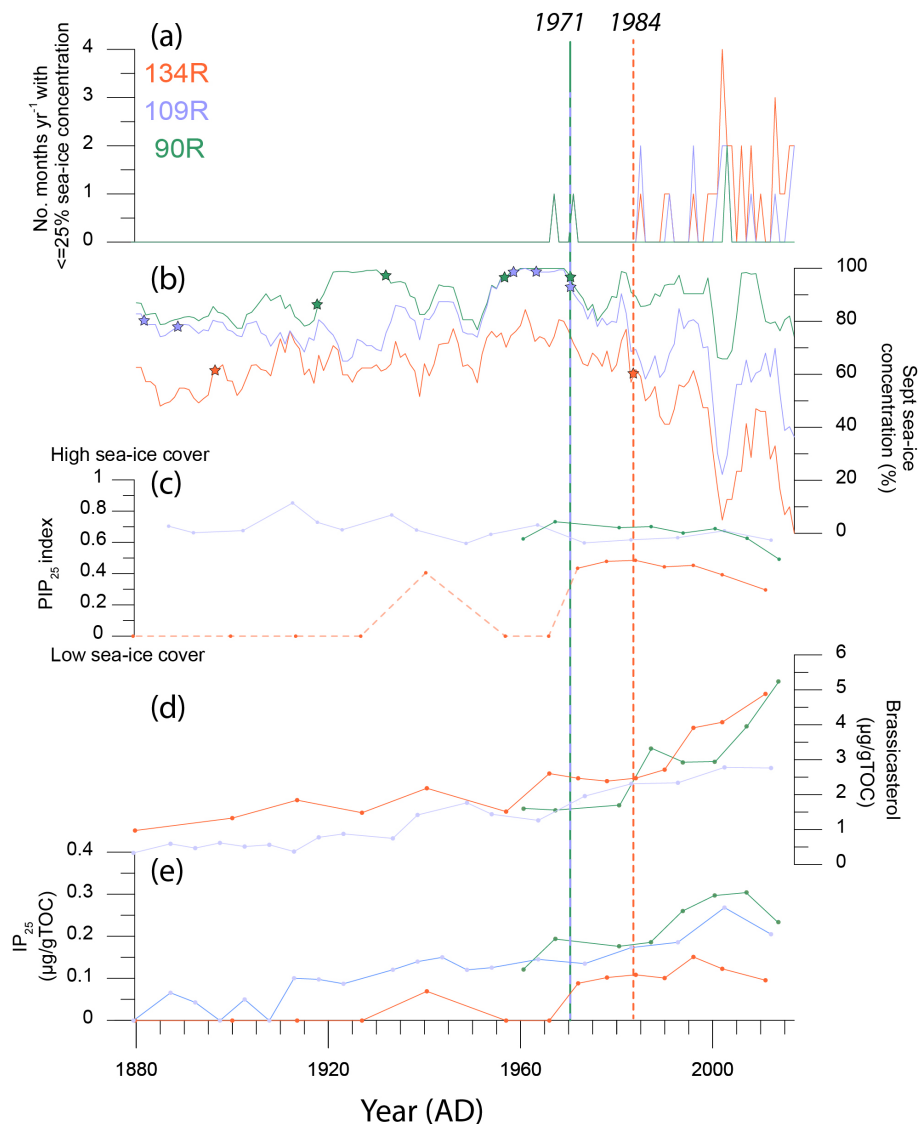 1971 1984
(a)
134R
109R
90R
No. months yr⁻¹ with
<=25% sea-ice concentration
4
3
2
1
0
(b)
100
80
60
40
20
0
Sept sea-ice
concentration (%)
High sea-ice cover
(c)
1
0.8
0.6
0.4
0.2
0
PIP₂₅ index
Low sea-ice cover
(d)
6
5
4
3
2
1
0
Brassicasterol
(µg/gTOC)
(e)
0.4
0.3
0.2
0.1
0
IP₂₅
(µg/gTOC)
1880 1920 1960 2000
Year (AD)